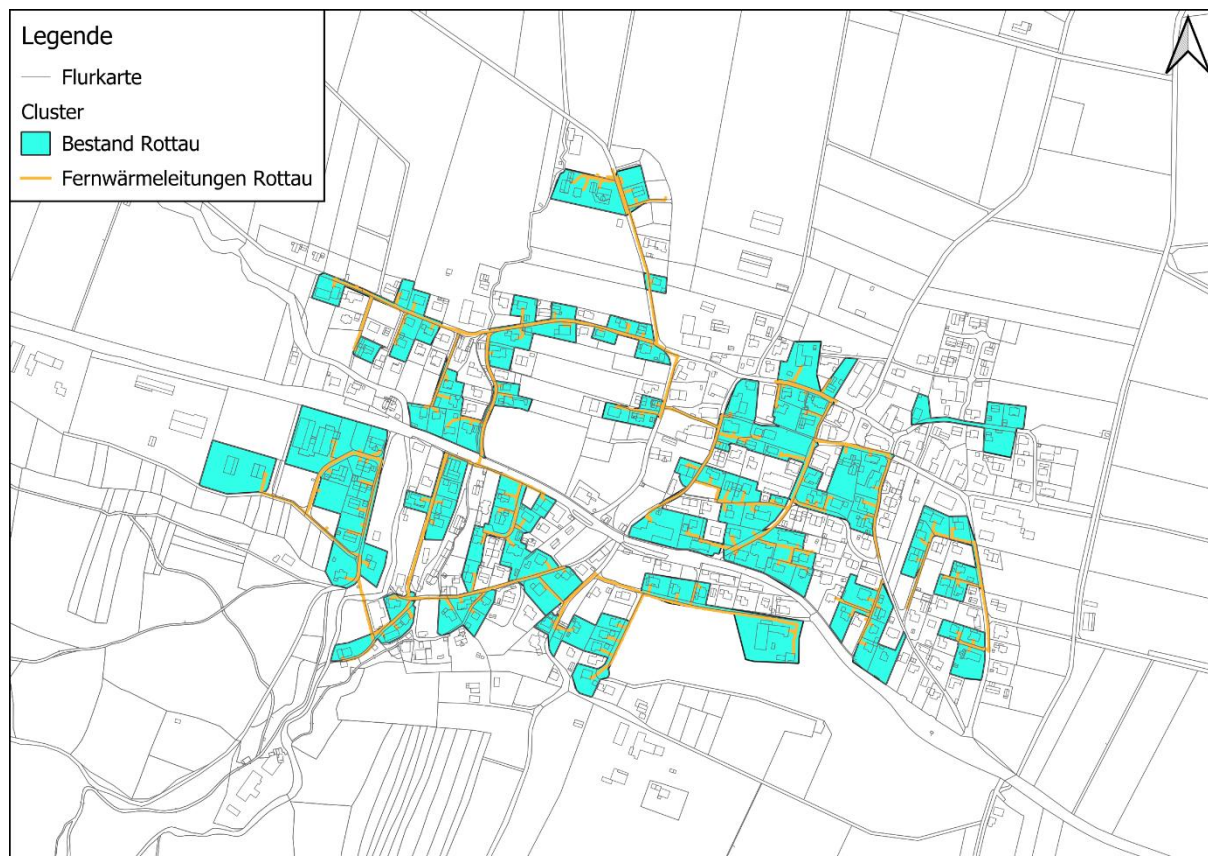 Legende
Flurkarte
Cluster
Bestand Rottau
Fernwärmeleitungen Rottau